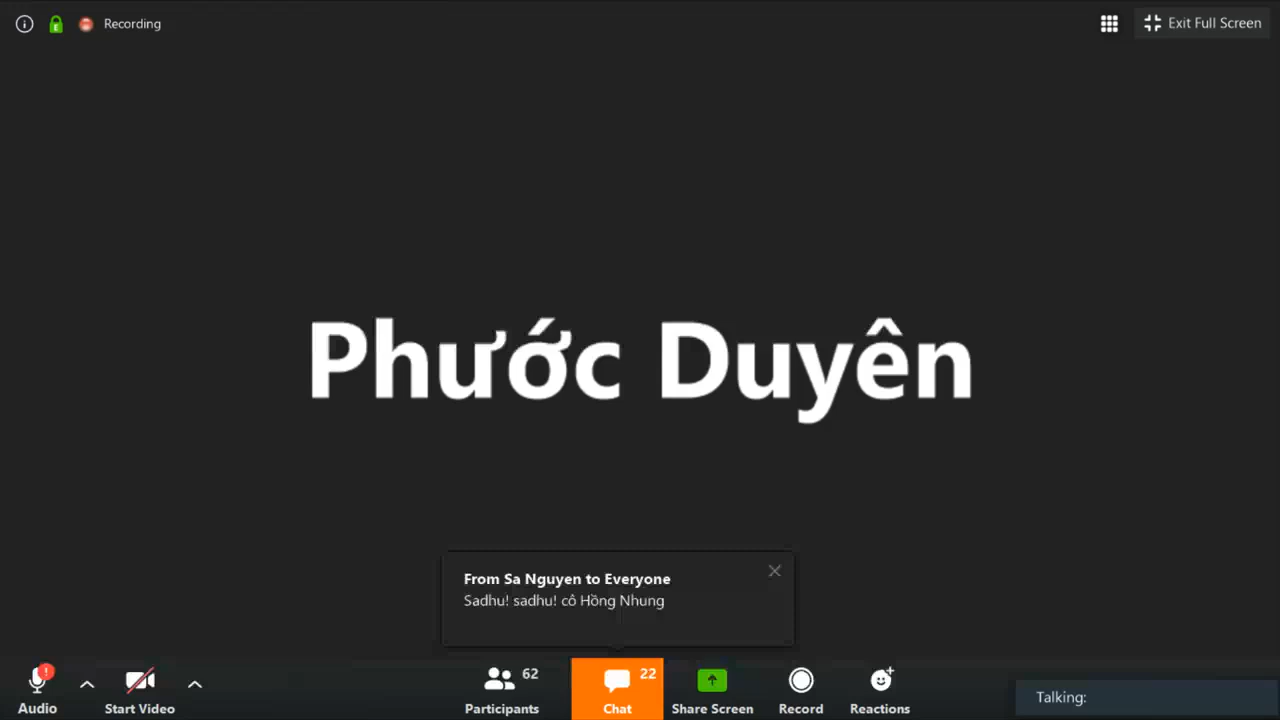 Recording
Exit Full Screen
Phước Duyên
From Sa Nguyen to Everyone
Sadhu! sadhu! cô Hồng Nhung
62
22
Audio
Start Video
Participants
Chat
Share Screen
Record
Reactions
Talking: